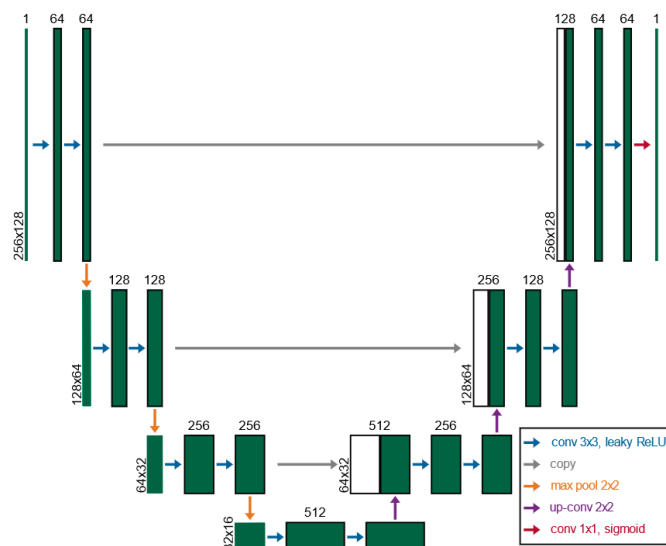 1 64 64 128 64 64 1
256x128 256x128
128 128 256 128
128x64 128x64
256 256 512 256
64x32 64x32
512
conv 3x3, leaky ReLU
copy
max pool 2x2
up-conv 2x2
conv 1x1, sigmoid